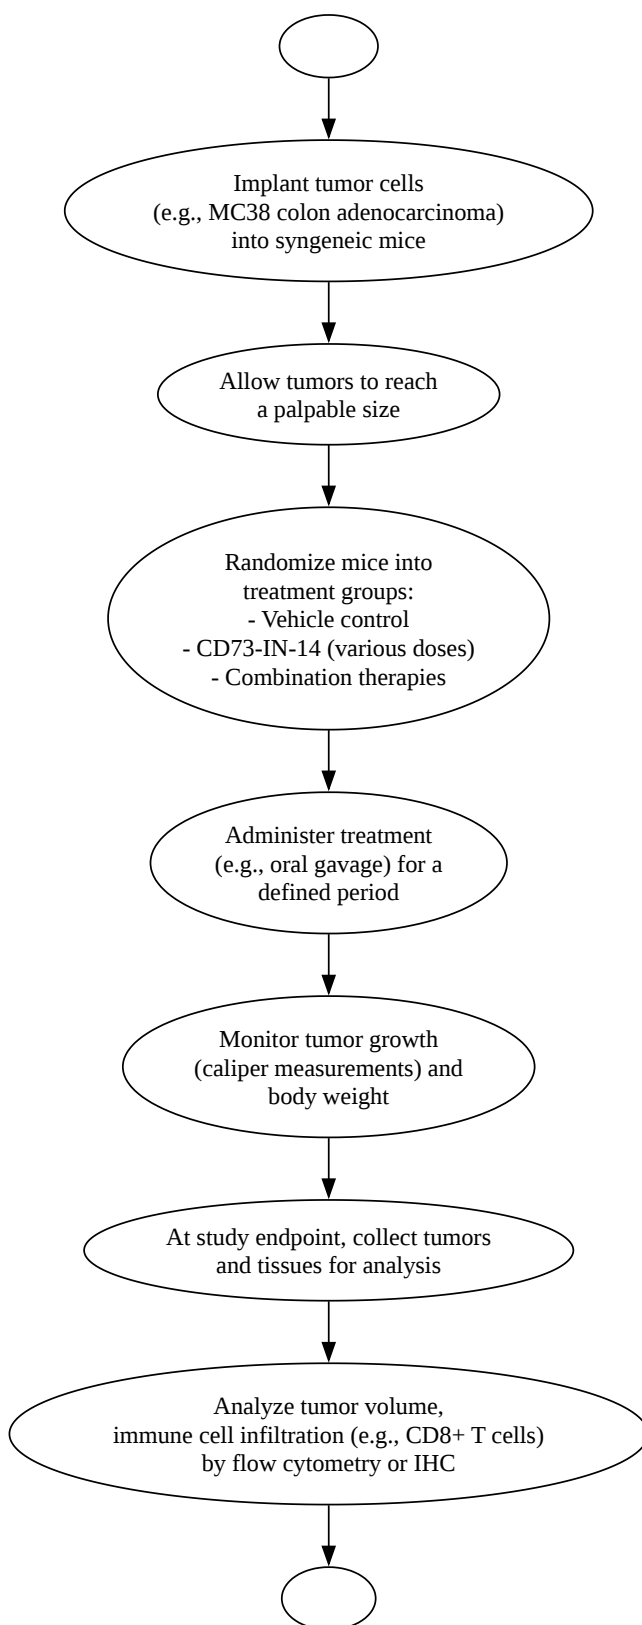 Implant tumor cells
(e.g., MC38 colon adenocarcinoma)
into syngeneic mice
Allow tumors to reach
a palpable size
Randomize mice into
treatment groups:
- Vehicle control
- CD73-IN-14 (various doses)
- Combination therapies
Administer treatment
(e.g., oral gavage) for a
defined period
Monitor tumor growth
(caliper measurements) and
body weight
At study endpoint, collect tumors
and tissues for analysis
Analyze tumor volume,
immune cell infiltration (e.g., CD8+ T cells)
by flow cytometry or IHC